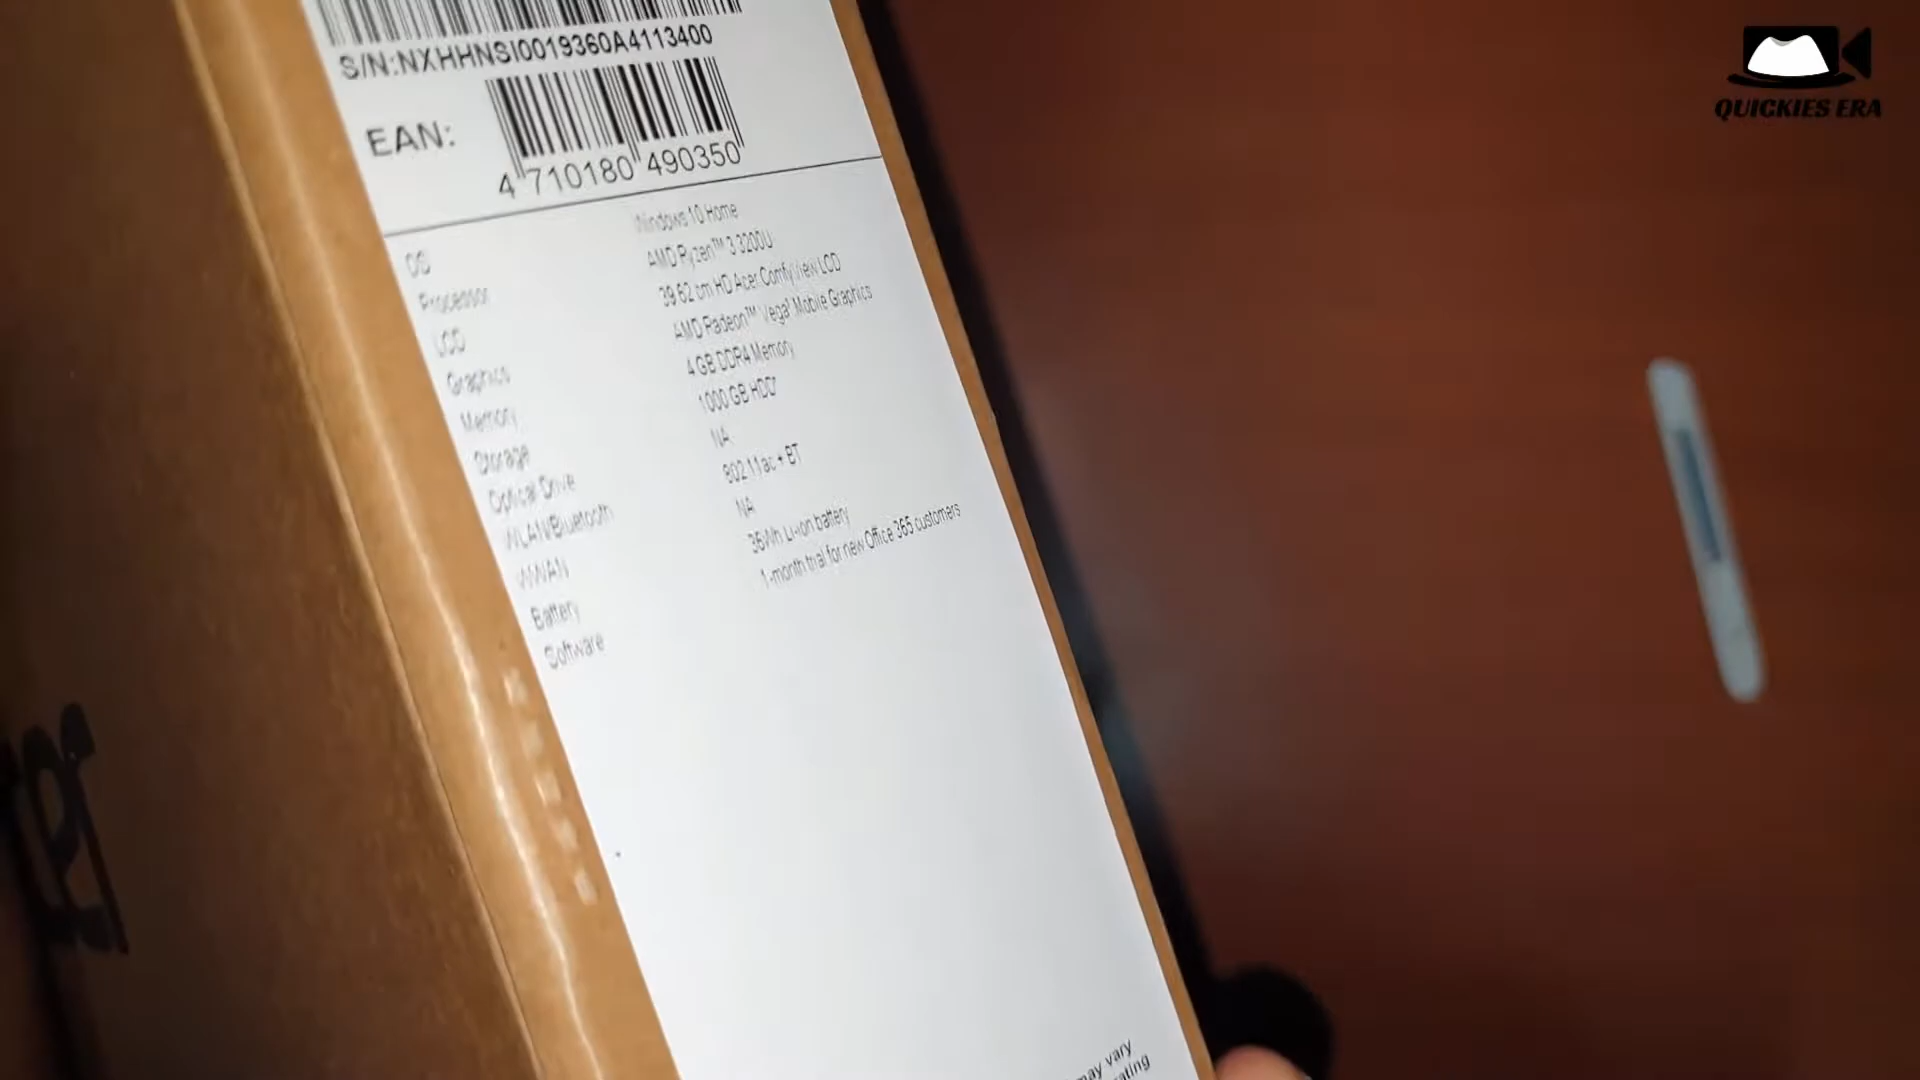 S/N:NXHHNSI0019360A4113400
EAN:
4 710180 490350
OS Windows 10 Home
Processor AMD Ryzen™ 3 3200U
LCD 39.62 cm HD Acer ComfyView LCD
Graphics AMD Radeon™ Vega Mobile Graphics
Memory 4 GB DDR4 Memory
Storage 1000 GB HDD
Optical Drive NA
WLAN/Bluetooth 802.11ac + BT
WWAN NA
Battery 36Wh Li-ion battery
Software 1-month trial for new Office 365 customers
may vary
QUICKIES ERA